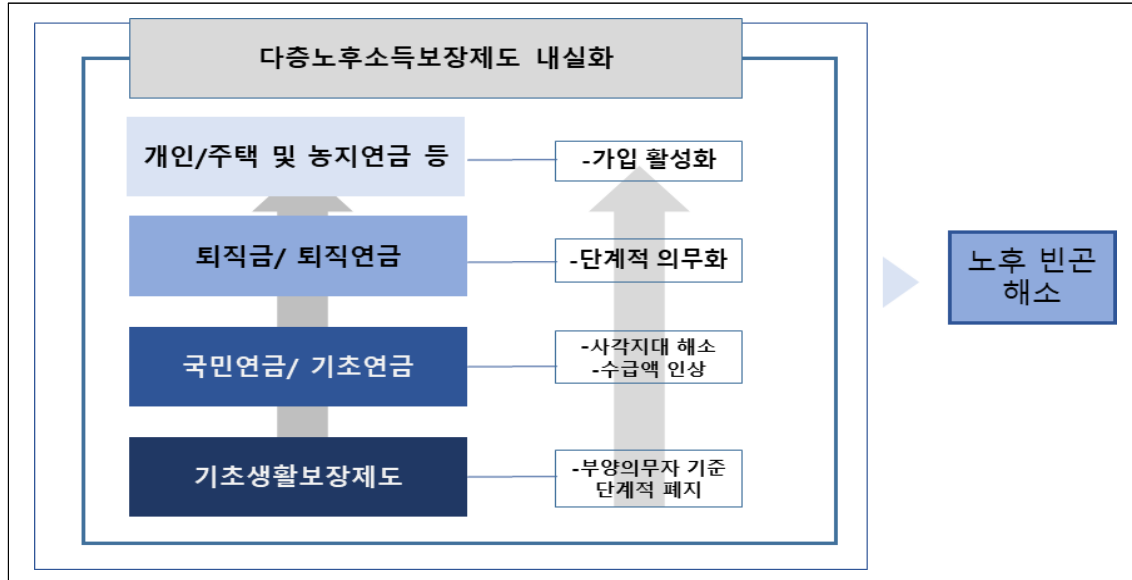 다층노후소득보장제도 내실화
개인/주택 및 농지연금 등
-가입 활성화
퇴직금/ 퇴직연금
-단계적 의무화
국민연금/ 기초연금
-사각지대 해소
-수급액 인상
기초생활보장제도
-부양의무자 기준
단계적 폐지
노후 빈곤
해소